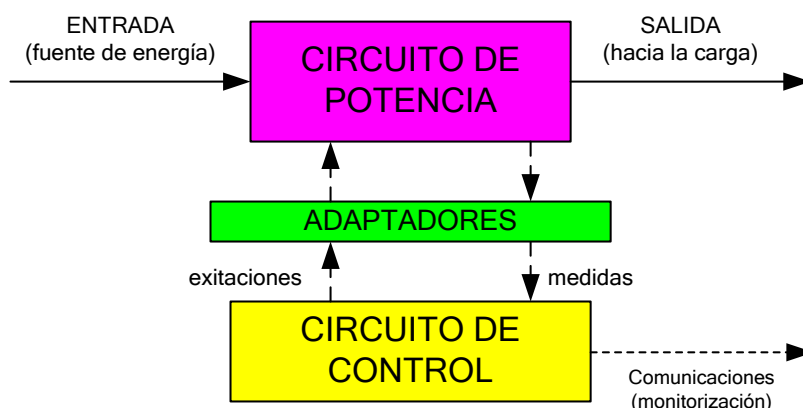 ENTRADA
(fuente de energía)
CIRCUITO DE
POTENCIA
SALIDA
(hacia la carga)
ADAPTADORES
exitaciones
medidas
CIRCUITO DE
CONTROL
Comunicaciones
(monitorización)